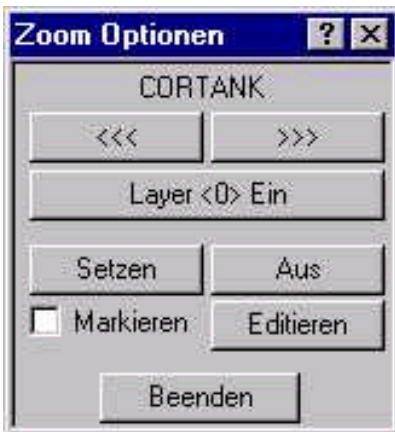 Zoom Optionen ? ×
CORTANK
<<< >>>
Layer <0> Ein
Setzen Aus
Markieren Editieren
Beenden